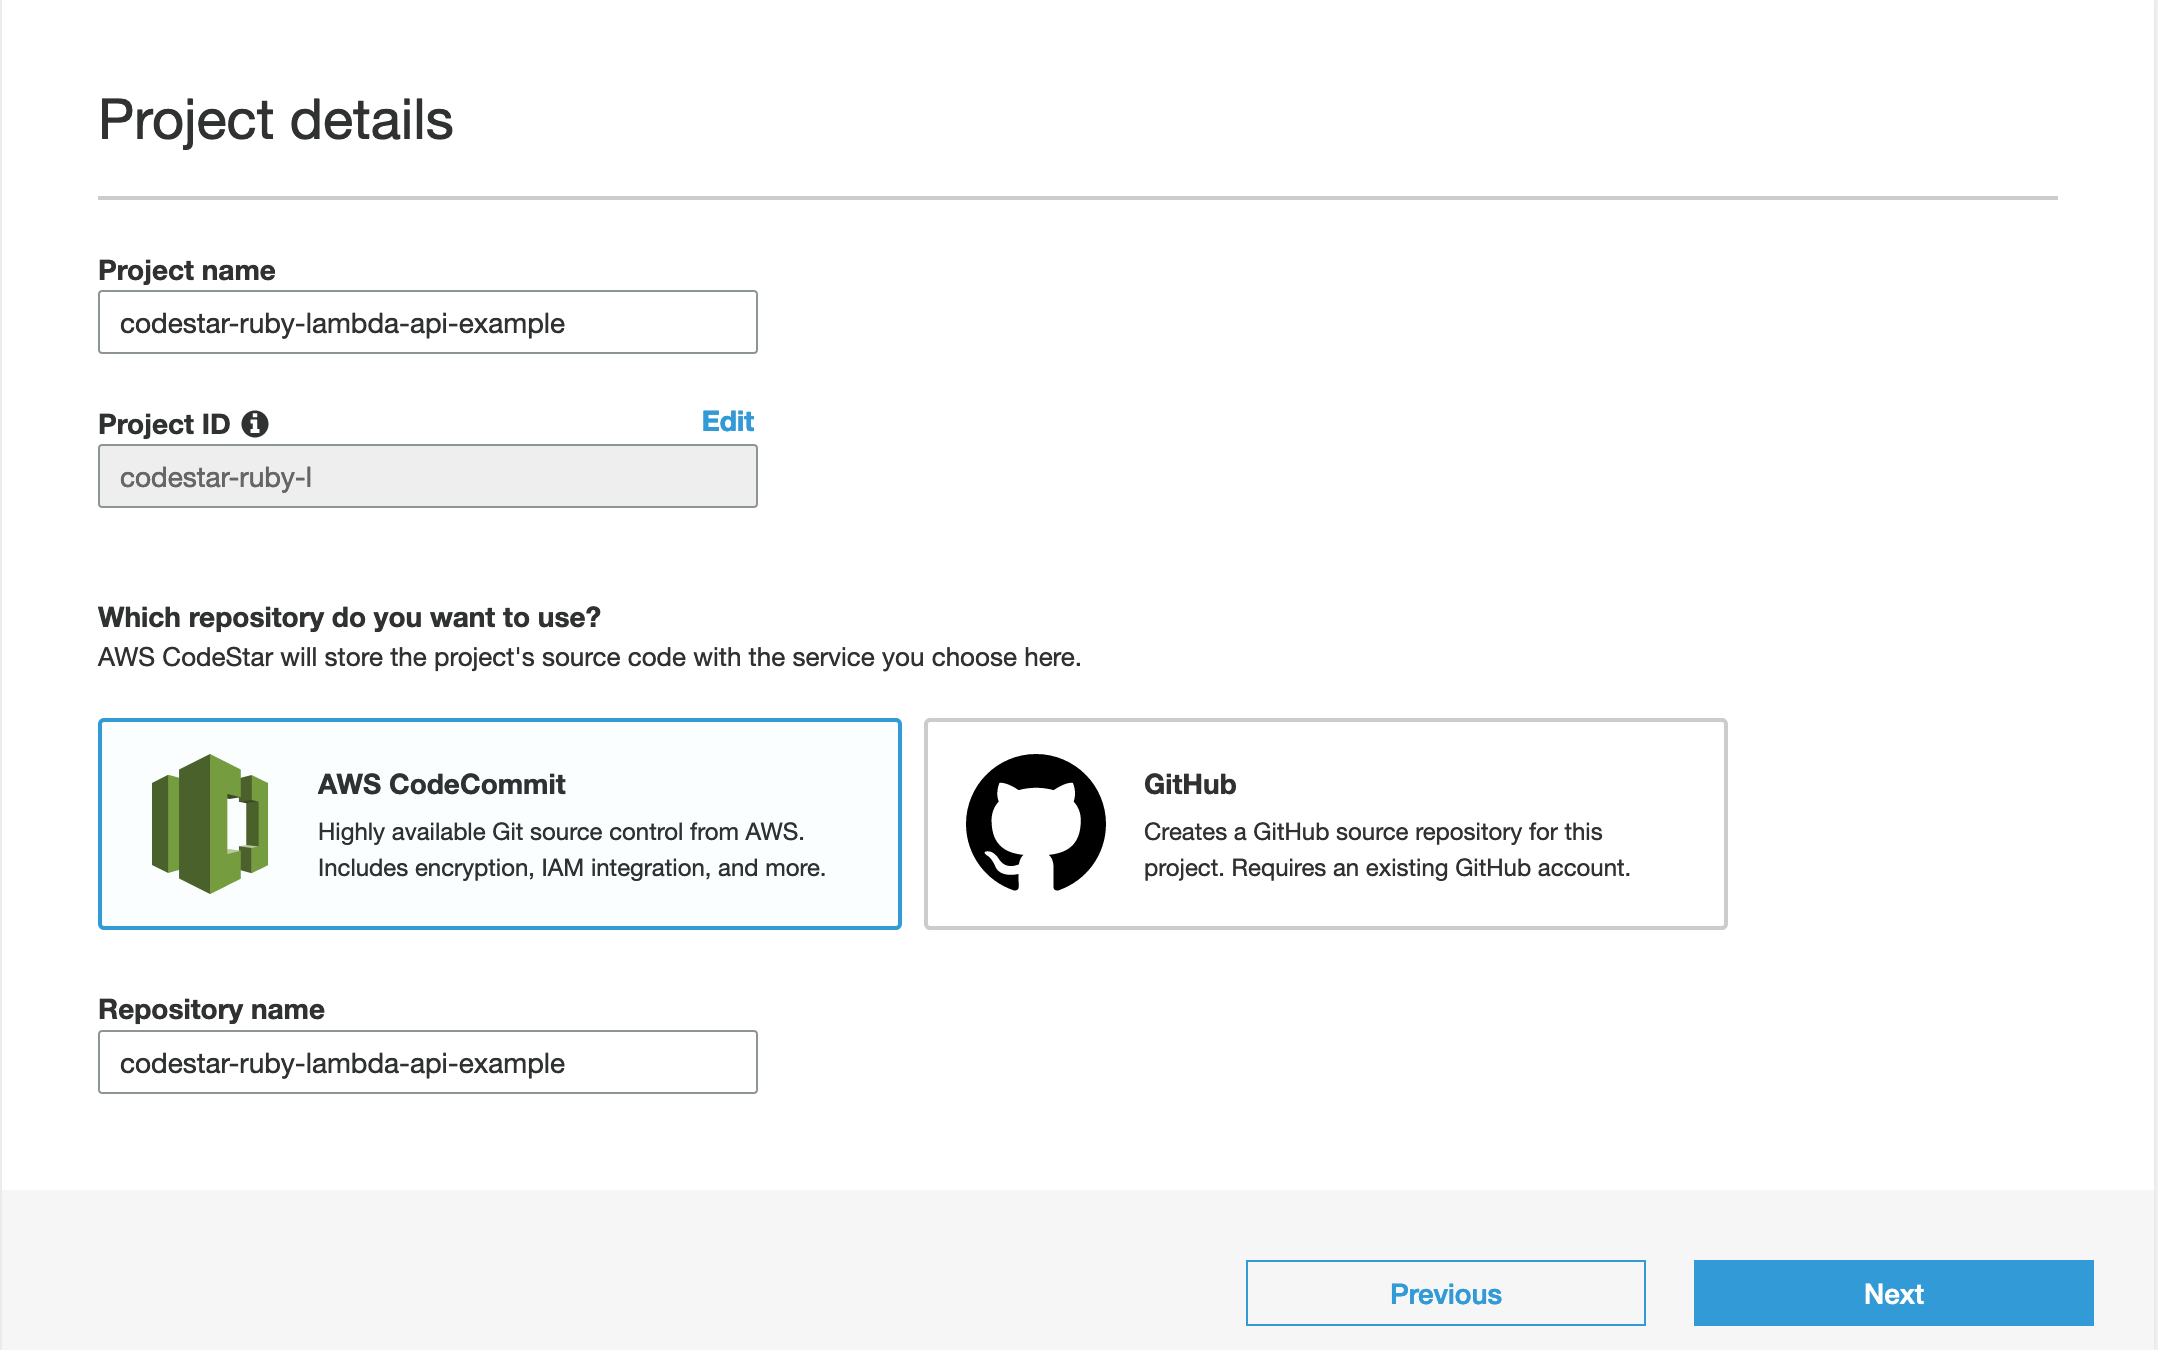 Project details
Project name
codestar-ruby-lambda-api-example
Project ID
Edit
codestar-ruby-l
Which repository do you want to use?
AWS CodeStar will store the project's source code with the service you choose here.
AWS CodeCommit
Highly available Git source control from AWS.
Includes encryption, IAM integration, and more.
GitHub
Creates a GitHub source repository for this
project. Requires an existing GitHub account.
Repository name
codestar-ruby-lambda-api-example
Previous
Next